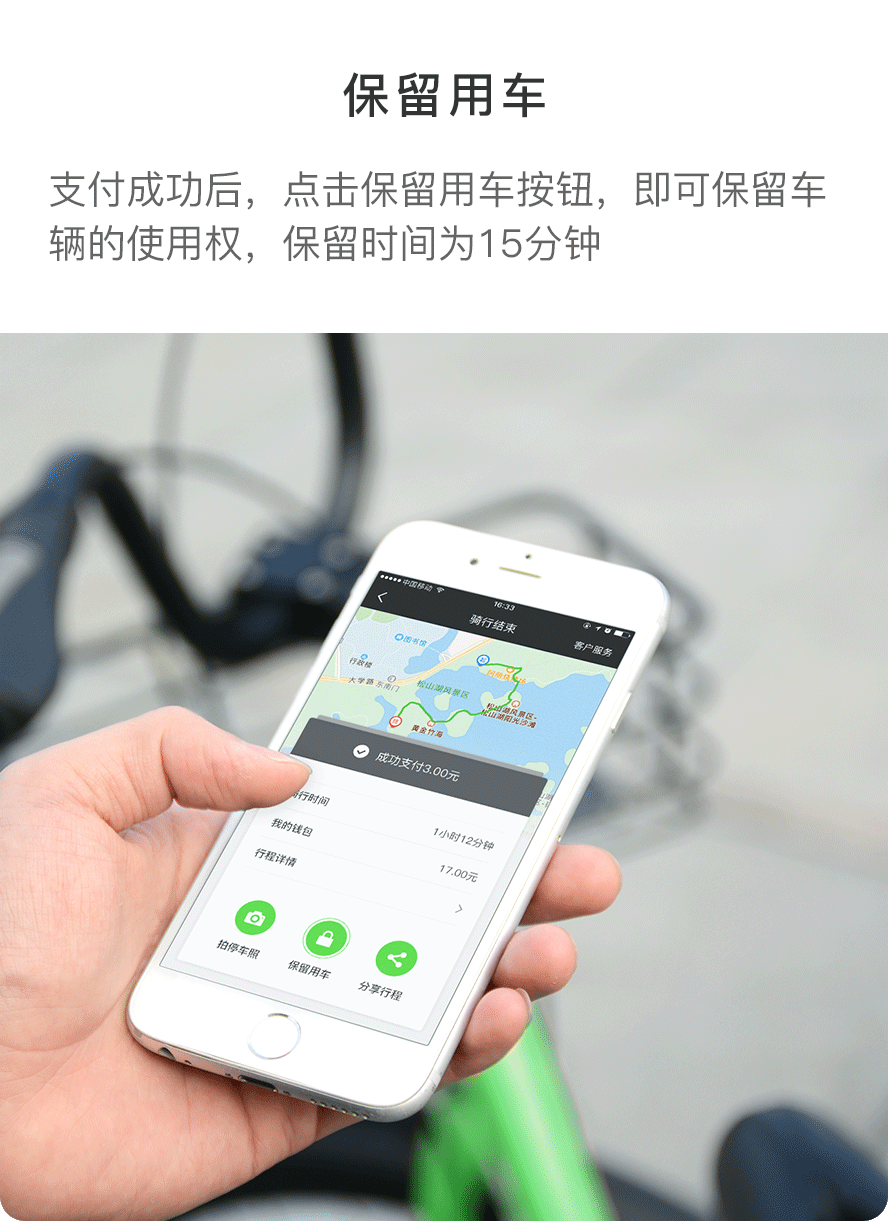 保留用车
支付成功后，点击保留用车按钮，即可保留车
辆的使用权，保留时间为15分钟
中国移动
16:33
骑行结束
客户服务
图书馆
行政楼
大学路
东南门
松山湖风景区
松山湖风景区-
松山湖阳光沙滩
黄金竹海
成功支付3.00元
行时间
1小时12分钟
我的钱包
17.00元
行程详情
拍停车照
保留用车
分享行程